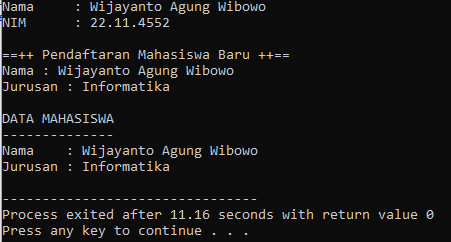 Nama     : Wijayanto Agung Wibowo
NIM      : 22.11.4552
==++ Pendaftaran Mahasiswa Baru ++==
Nama : Wijayanto Agung Wibowo
Jurusan : Informatika
DATA MAHASISWA
--------------
Nama    : Wijayanto Agung Wibowo
Jurusan : Informatika
--------------------------------
Process exited after 11.16 seconds with return value 0
Press any key to continue . . .